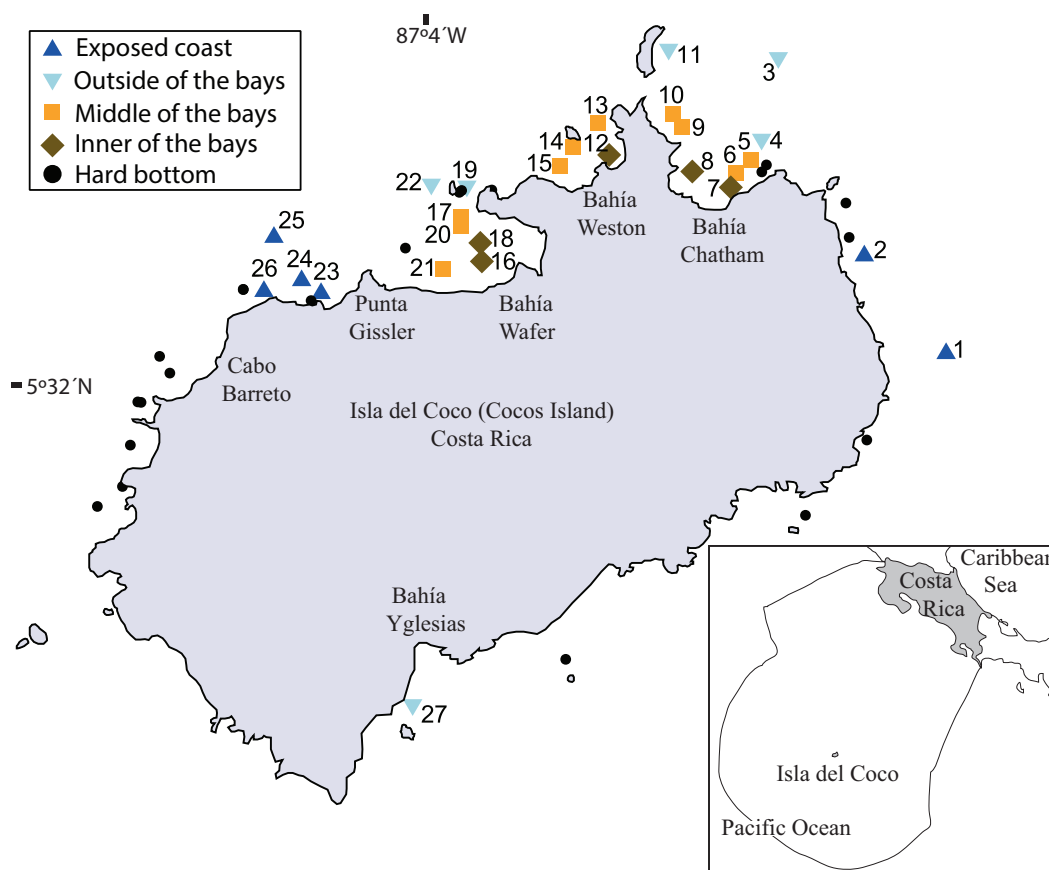 87º4´W
Exposed coast
Outside of the bays
Middle of the bays
Inner of the bays
Hard bottom
11
3
10
9
13
14
12
15
5
4
6
8
7
22
19
17
20
18
16
21
25
24
26
23
2
1
Bahía
Weston
Bahía
Chatham
Punta
Gissler
Bahía
Wafer
Cabo
Barreto
5º32´N
Isla del Coco (Cocos Island)
Costa Rica
Bahía
Yglesias
27
Caribbean
Sea
Costa
Rica
Isla del Coco
Pacific Ocean